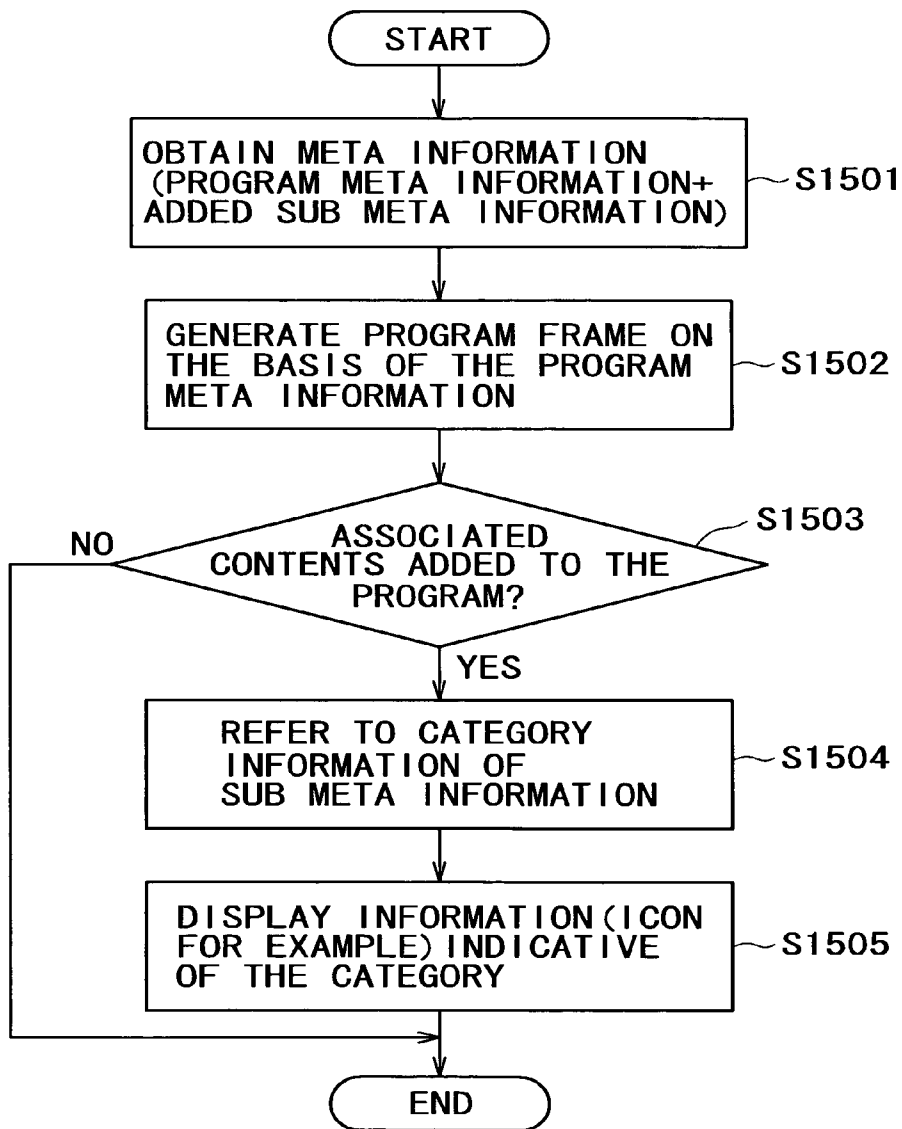 START
OBTAIN META INFORMATION
(PROGRAM META INFORMATION+
ADDED SUB META INFORMATION)
S1501
GENERATE PROGRAM FRAME ON
THE BASIS OF THE PROGRAM
META INFORMATION
S1502
ASSOCIATED
CONTENTS ADDED TO THE
PROGRAM?
S1503
NO
YES
REFER TO CATEGORY
INFORMATION OF
SUB META INFORMATION
S1504
DISPLAY INFORMATION(ICON
FOR EXAMPLE)INDICATIVE
OF THE CATEGORY
S1505
END